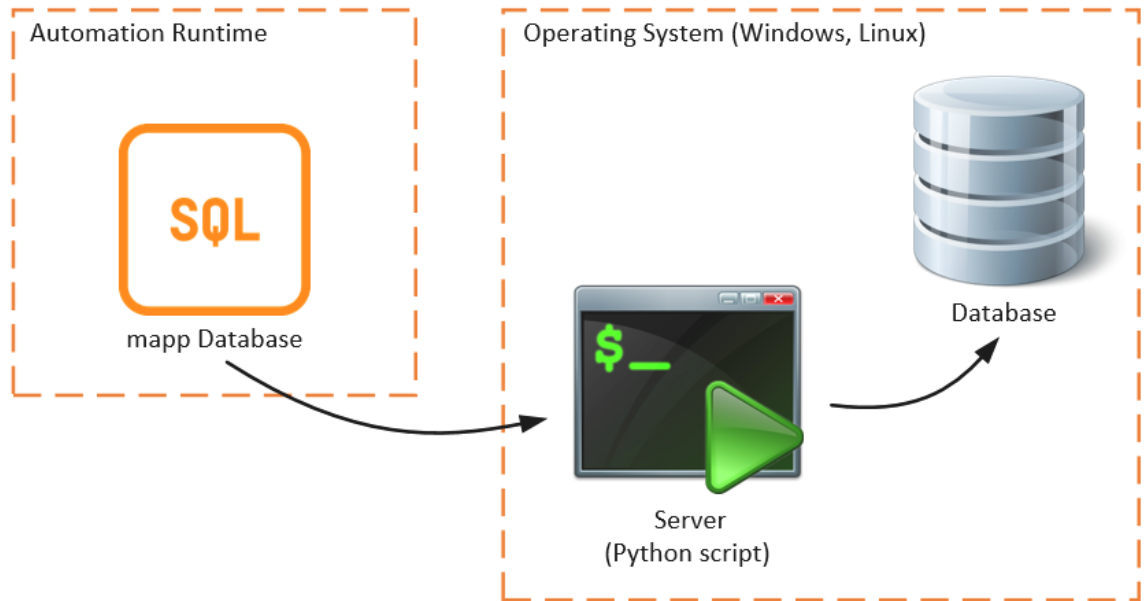 Automation Runtime
SQL
mapp Database
Operating System (Windows, Linux)
Database
$_
Server
(Python script)